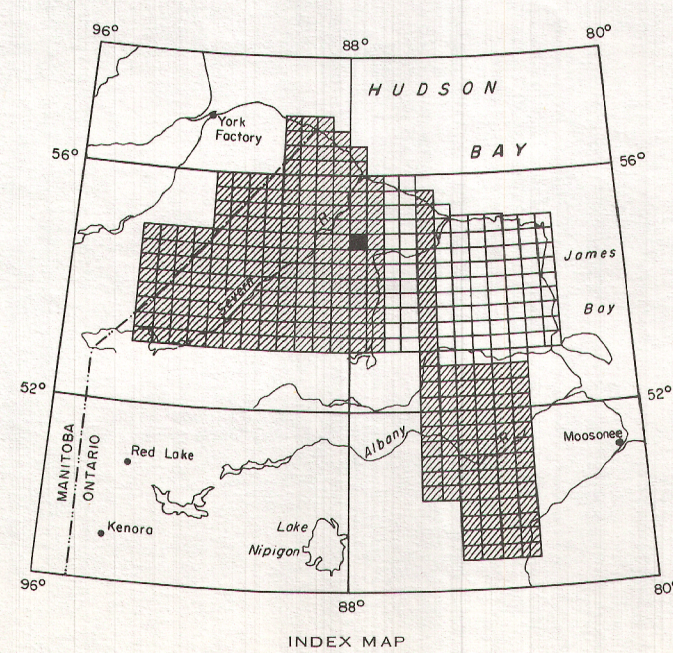 96°
88°
80°
HUDSON
BAY
York
Factory
56°
56°
R.
Severn
James
Bay
52°
52°
MANITOBA
ONTARIO
Red Lake
Albany
R.
Moosonee
Kenora
Lake
Nipigon
96°
88°
80°
INDEX MAP